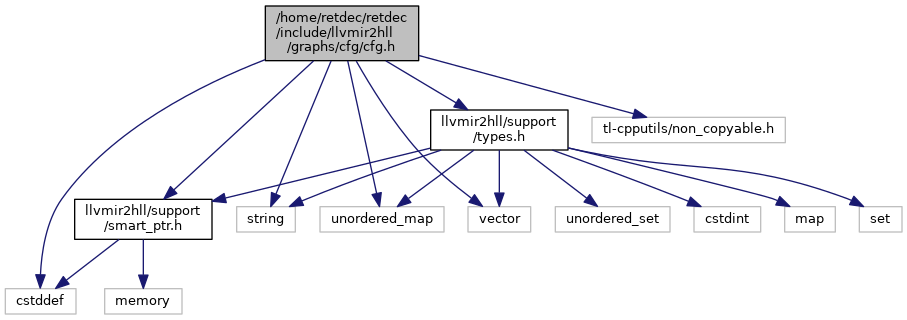 /home/retdec/retdec
/include/llvmir2hll
/graphs/cfg/cfg.h
llvmir2hll/support
/types.h
tl-cpputils/non_copyable.h
llvmir2hll/support
/smart_ptr.h
string
unordered_map
vector
unordered_set
cstdint
map
set
cstddef
memory